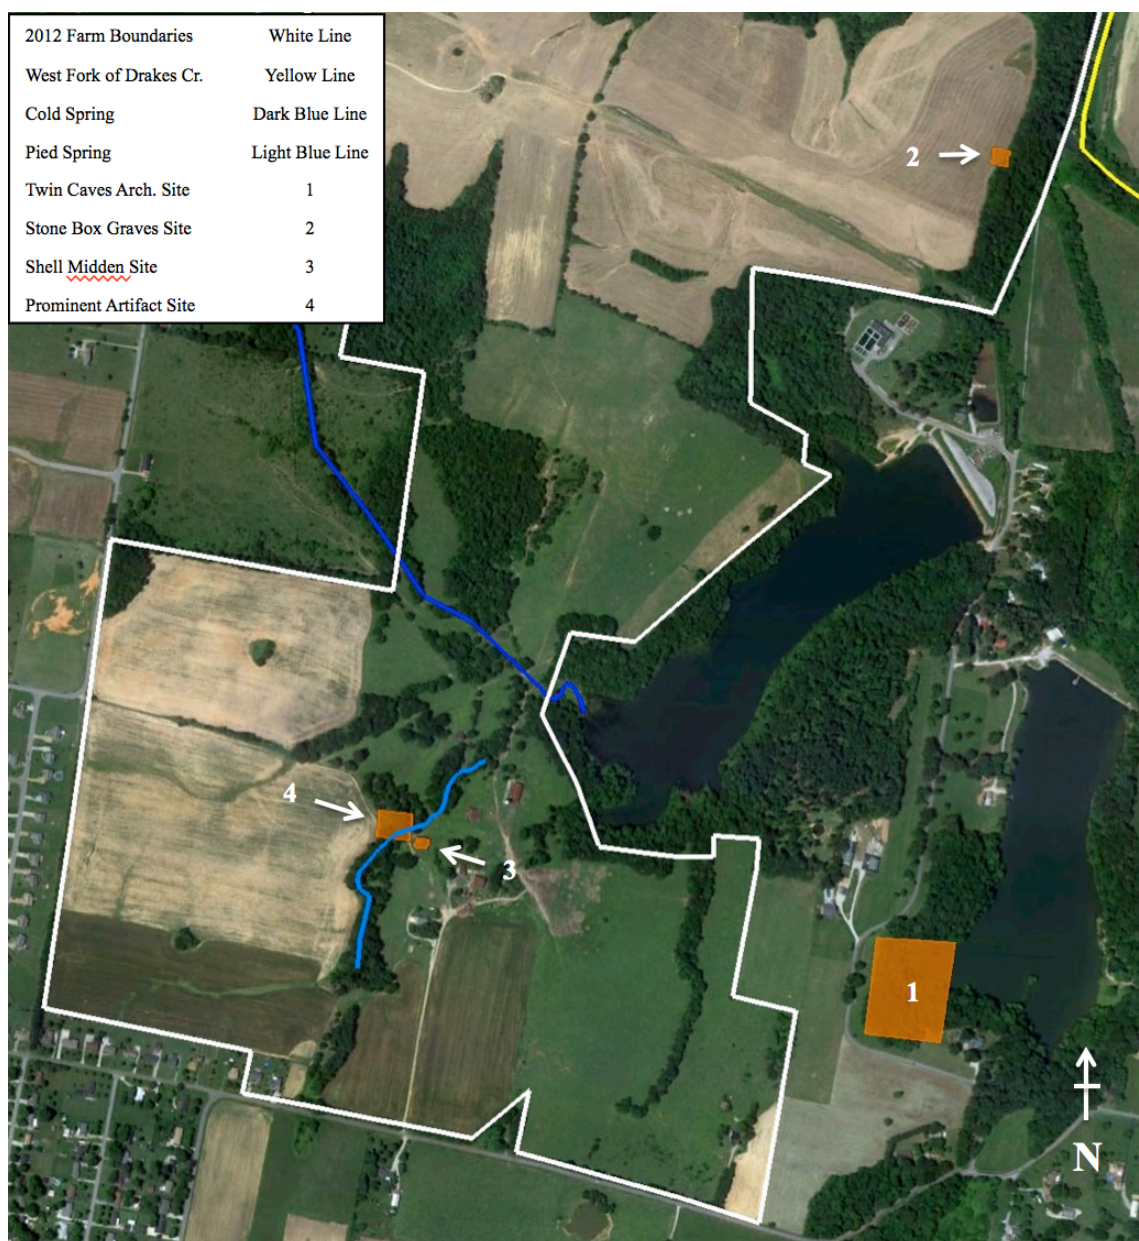 2012 Farm Boundaries White Line
West Fork of Drakes Cr. Yellow Line
Cold Spring Dark Blue Line
Pied Spring Light Blue Line
Twin Caves Arch. Site 1
Stone Box Graves Site 2
Shell Midden Site 3
Prominent Artifact Site 4
2
4
3
1
N